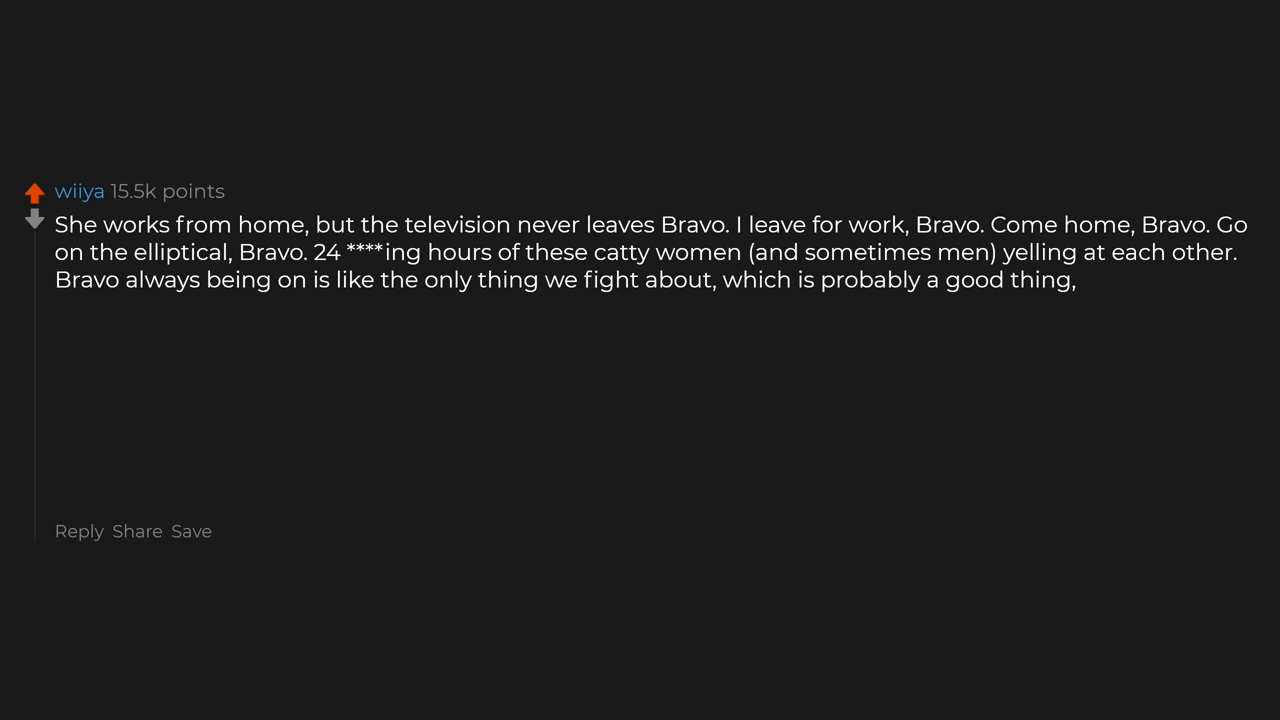 wiiya 15.5k points
She works from home, but the television never leaves Bravo. I leave for work, Bravo. Come home, Bravo. Go
on the elliptical, Bravo. 24 ****ing hours of these catty women (and sometimes men) yelling at each other.
Bravo always being on is like the only thing we fight about, which is probably a good thing,
Reply Share Save